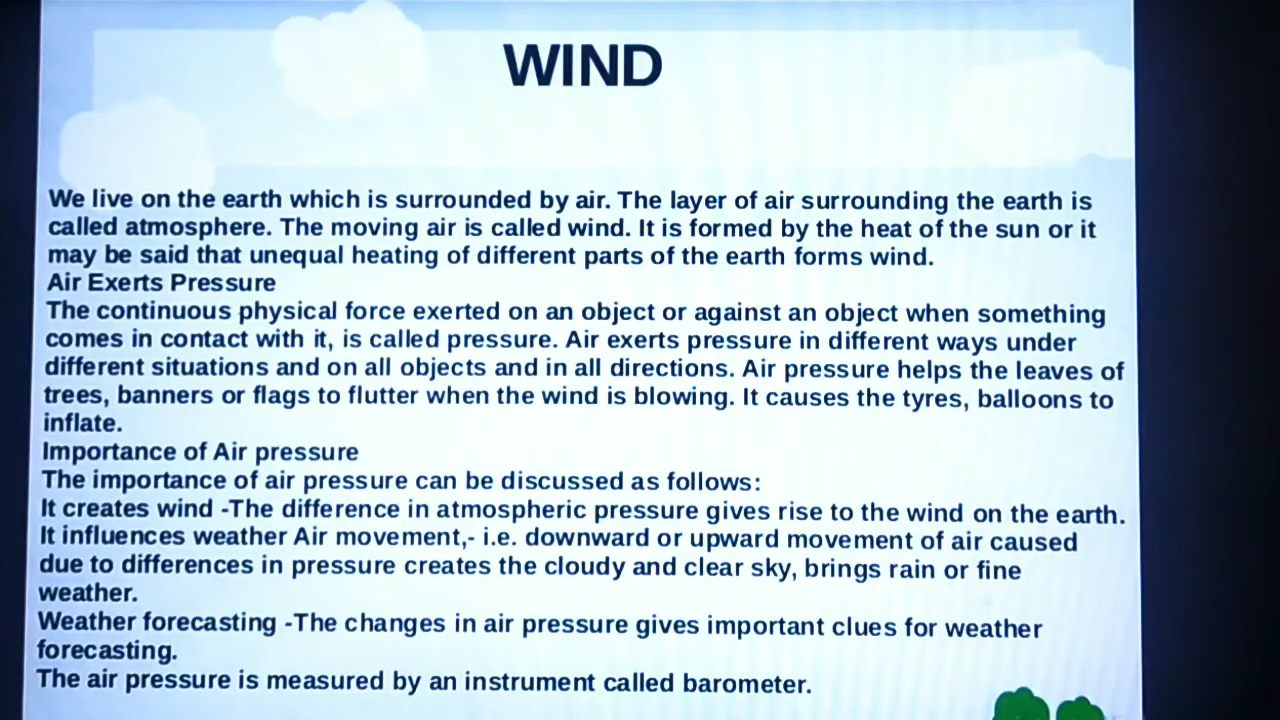 WIND
We live on the earth which is surrounded by air. The layer of air surrounding the earth is
called atmosphere. The moving air is called wind. It is formed by the heat of the sun or it
may be said that unequal heating of different parts of the earth forms wind.
Air Exerts Pressure
The continuous physical force exerted on an object or against an object when something
comes in contact with it, is called pressure. Air exerts pressure in different ways under
different situations and on all objects and in all directions. Air pressure helps the leaves of
trees, banners or flags to flutter when the wind is blowing. It causes the tyres, balloons to
inflate.
Importance of Air pressure
The importance of air pressure can be discussed as follows:
It creates wind -The difference in atmospheric pressure gives rise to the wind on the earth.
It influences weather Air movement,- i.e. downward or upward movement of air caused
due to differences in pressure creates the cloudy and clear sky, brings rain or fine
weather.
Weather forecasting -The changes in air pressure gives important clues for weather
forecasting.
The air pressure is measured by an instrument called barometer.